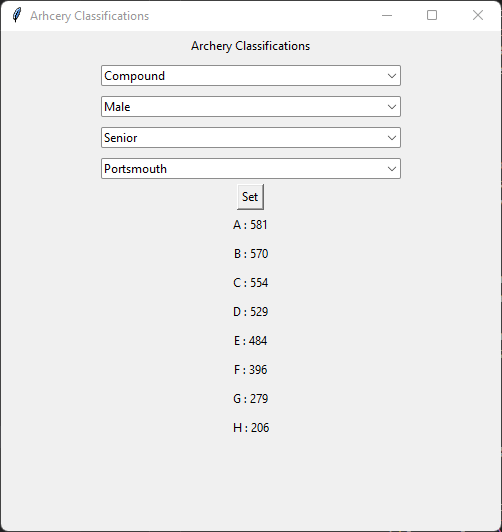 Arhcery Classifications
Archery Classifications
Compound
Male
Senior
Portsmouth
Set
A : 581
B : 570
C : 554
D : 529
E : 484
F : 396
G : 279
H : 206